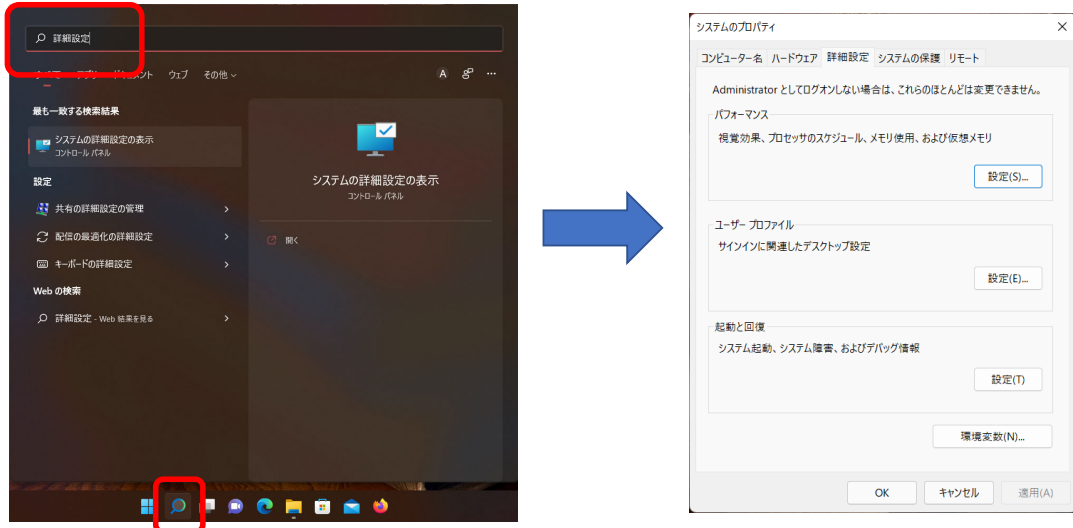 詳細設定
すべて アプリ ドキュメント ウェブ その他
A
最も一致する検索結果
システムの詳細設定の表示
コントロール パネル
設定
共有の詳細設定の管理
配信の最適化の詳細設定
キーボードの詳細設定
Web の検索
詳細設定 - Web 結果を見る
システムの詳細設定の表示
コントロール パネル
開く
システムのプロパティ
コンピューター名 ハードウェア 詳細設定 システムの保護 リモート
Administrator としてログオンしない場合は、これらのほとんどは変更できません。
パフォーマンス
視覚効果、プロセッサのスケジュール、メモリ使用、および仮想メモリ
設定(S)...
ユーザー プロファイル
サインインに関連したデスクトップ設定
設定(E)...
起動と回復
システム起動、システム障害、およびデバッグ情報
設定(T)
環境変数(N)...
OK キャンセル 適用(A)